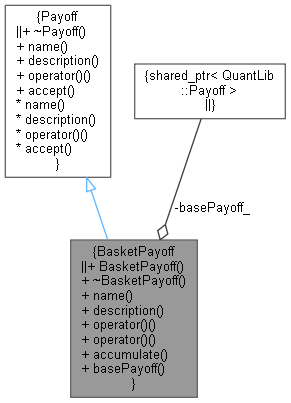 {Payoff
||+ ~Payoff()
+ name()
+ description()
+ operator()()
+ accept()
* name()
* description()
* operator()()
* accept()
}
{shared_ptr< QuantLib
::Payoff >
||}
-basePayoff_
{BasketPayoff
||+ BasketPayoff()
+ ~BasketPayoff()
+ name()
+ description()
+ operator()()
+ operator()()
+ accumulate()
+ basePayoff()
}